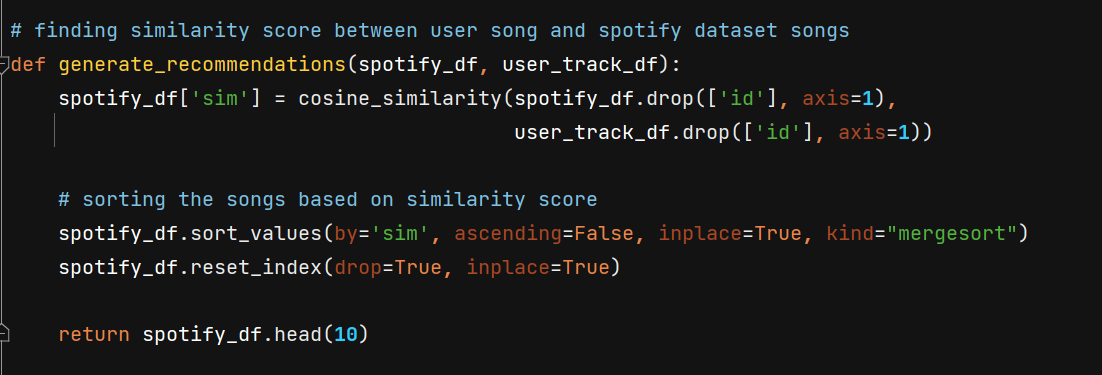 # finding similarity score between user song and spotify dataset songs
def generate_recommendations(spotify_df, user_track_df):
    spotify_df['sim'] = cosine_similarity(spotify_df.drop(['id'], axis=1),
                                          user_track_df.drop(['id'], axis=1))

    # sorting the songs based on similarity score
    spotify_df.sort_values(by='sim', ascending=False, inplace=True, kind="mergesort")
    spotify_df.reset_index(drop=True, inplace=True)

    return spotify_df.head(10)